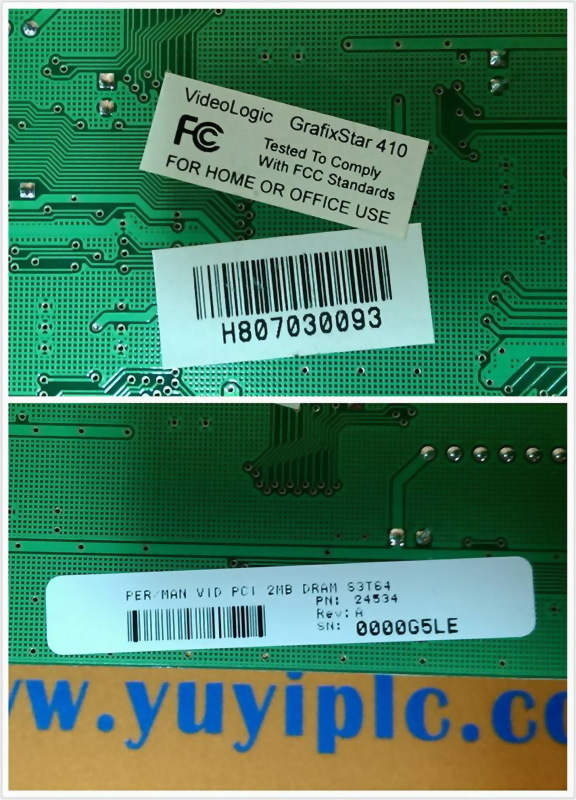 VideoLogic GrafixStar 410
FC Tested To Comply
With FCC Standards
FOR HOME OR OFFICE USE
H807030093
PER/MAN VID PCI 2MB DRAM S3T64
PN: 24534
Rev: A
SN: 0000G5LE
w.yuyiplc.co